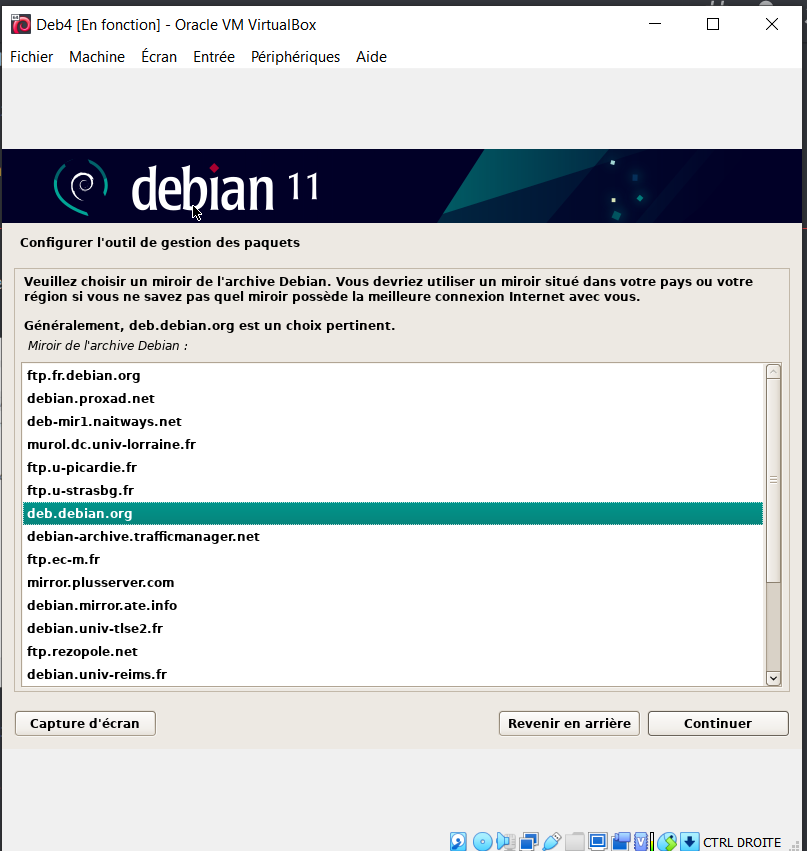 Deb4 [En fonction] - Oracle VM VirtualBox
Fichier Machine Écran Entrée Périphériques Aide
debian 11
Configurer l'outil de gestion des paquets
Veuillez choisir un miroir de l'archive Debian. Vous devriez utiliser un miroir situé dans votre pays ou votre
région si vous ne savez pas quel miroir possède la meilleure connexion Internet avec vous.
Généralement, deb.debian.org est un choix pertinent.
Miroir de l'archive Debian :
ftp.fr.debian.org
debian.proxad.net
deb-mir1.naitways.net
murol.dc.univ-lorraine.fr
ftp.u-picardie.fr
ftp.u-strasbg.fr
deb.debian.org
debian-archive.trafficmanager.net
ftp.ec-m.fr
mirror.plusserver.com
debian.mirror.ate.info
debian.univ-tlse2.fr
ftp.rezopole.net
debian.univ-reims.fr
Capture d'écran Revenir en arrière Continuer
CTRL DROITE